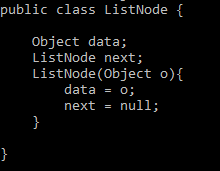 public class ListNode {
Object data;
ListNode next;
ListNode(Object o){
data = o;
next = null;
}
}